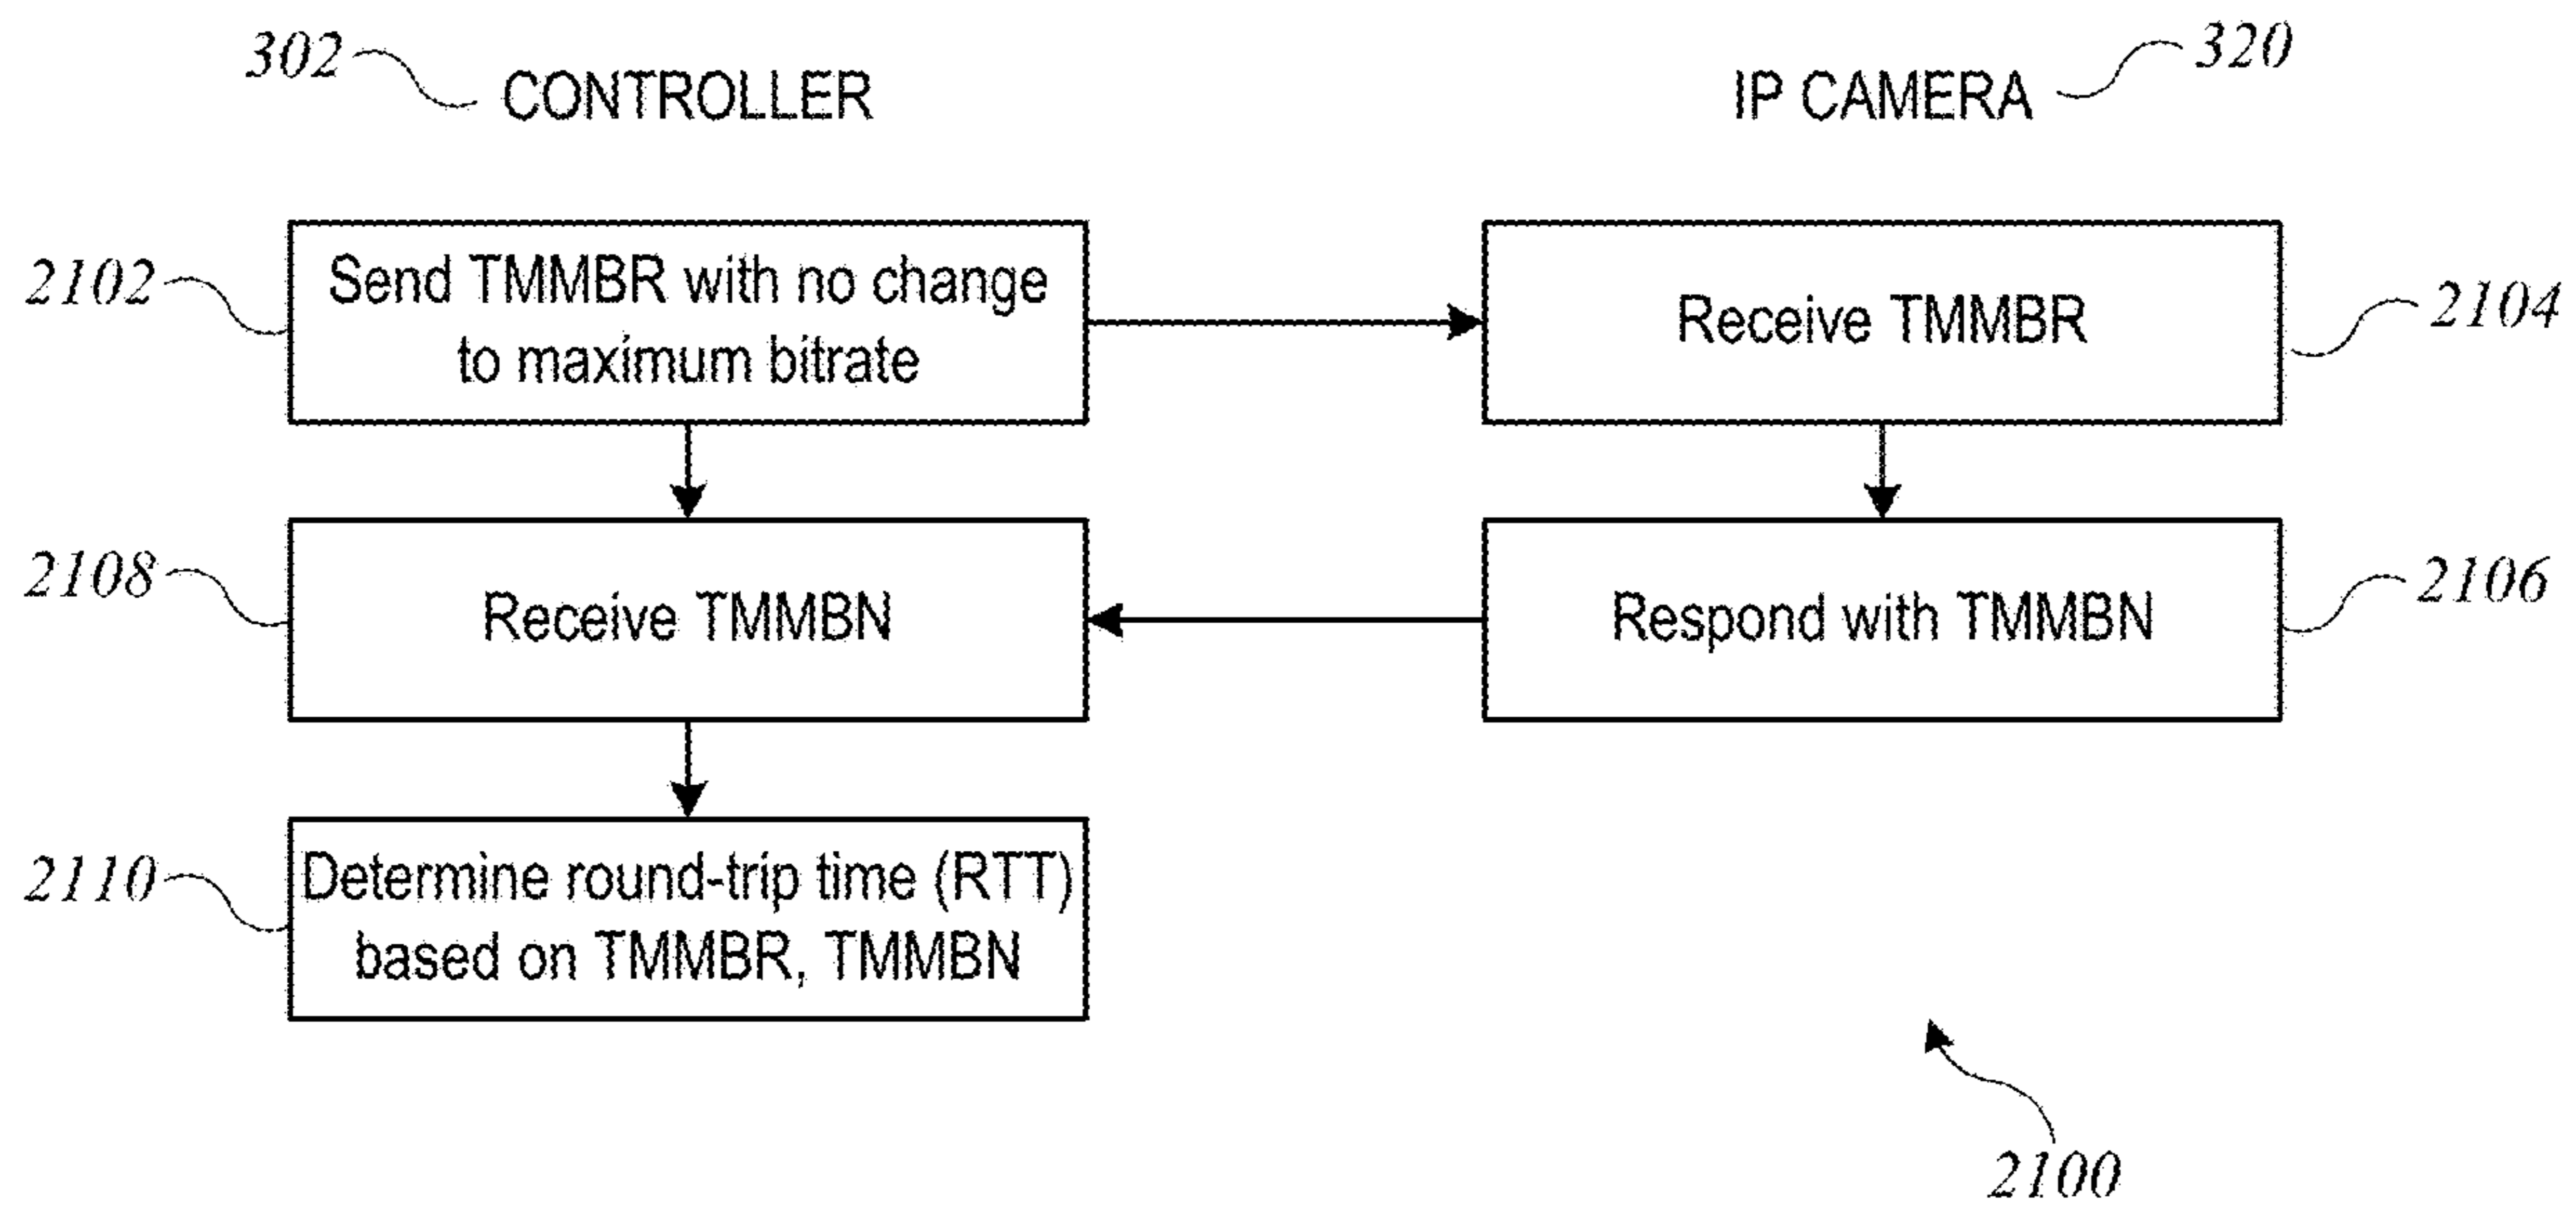 302 CONTROLLER
IP CAMERA 320
2102
Send TMMBR with no change
to maximum bitrate
Receive TMMBR
2104
2108
Receive TMMBN
Respond with TMMBN
2106
2110
Determine round-trip time (RTT)
based on TMMBR, TMMBN
2100